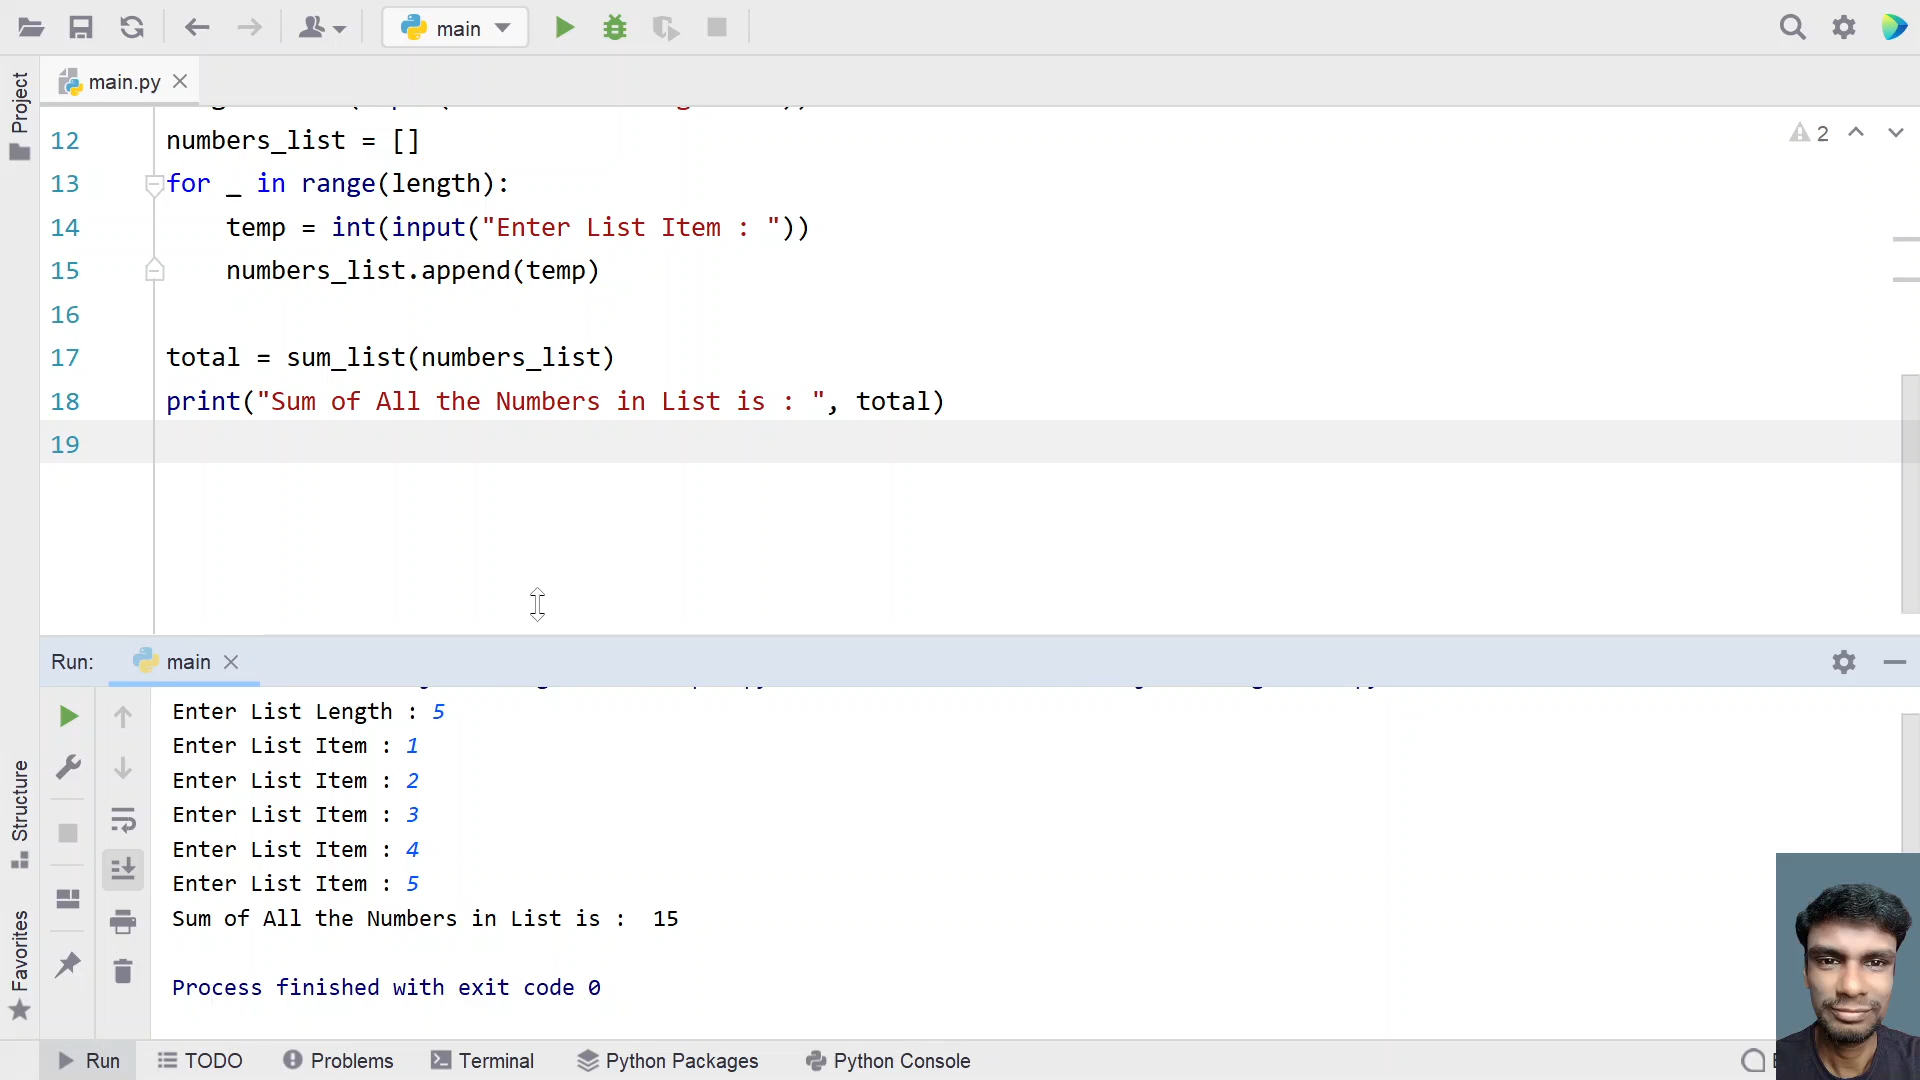 main
main.py
Project
12 numbers_list = []
2
13 for _ in range(length):
14 temp = int(input("Enter List Item : "))
15 numbers_list.append(temp)
16
17 total = sum_list(numbers_list)
18 print("Sum of All the Numbers in List is : ", total)
19
Run: main
Enter List Length : 5
Enter List Item : 1
Enter List Item : 2
Enter List Item : 3
Enter List Item : 4
Enter List Item : 5
Sum of All the Numbers in List is :  15
Process finished with exit code 0
Structure
Favorites
Run TODO Problems Terminal Python Packages Python Console